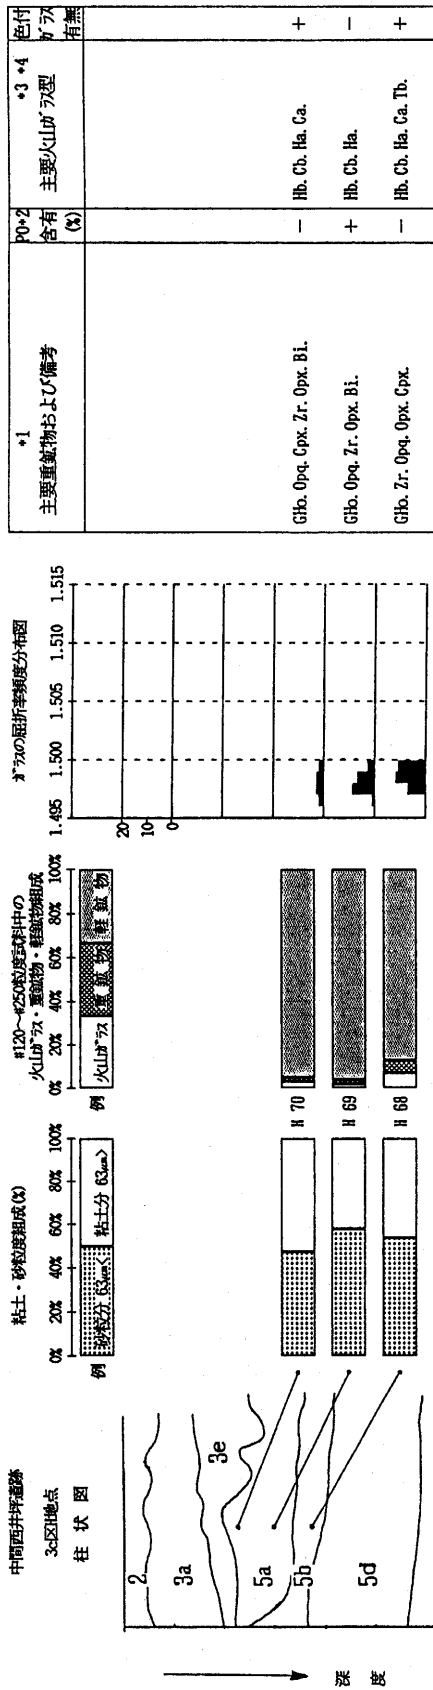 中間西井坪遺跡
3c区H地点
柱状図
深度
2
3a
3e
5a
5b
5d
粘土・砂粒度組成(%)
0% 20% 40% 60% 80% 100%
例
砂粒分 63μm<
粘土分 63μm>
#120～#250粒度試料中の
火山ガラス・重鉱物・軽鉱物組成
0% 20% 40% 60% 80% 100%
例
火山ガラス
重鉱物
軽鉱物
H 70
H 69
H 68
ガラスの屈折率頻度分布図
1.495 1.500 1.505 1.510 1.515
20
10
0
*1
主要重鉱物および備考
PO*2
含有
(%)
*3 *4
主要火山ガラス型
色付
ガラス
有無
GHo. Opq. Cpx. Zr. Opx. Bi. － Hb. Cb. Ha. Ca. ＋
GHo. Opq. Zr. Opx. Bi. ＋ Hb. Cb. Ha. －
GHo. Zr. Opq. Opx. Cpx. － Hb. Cb. Ha. Ca. Tb. ＋